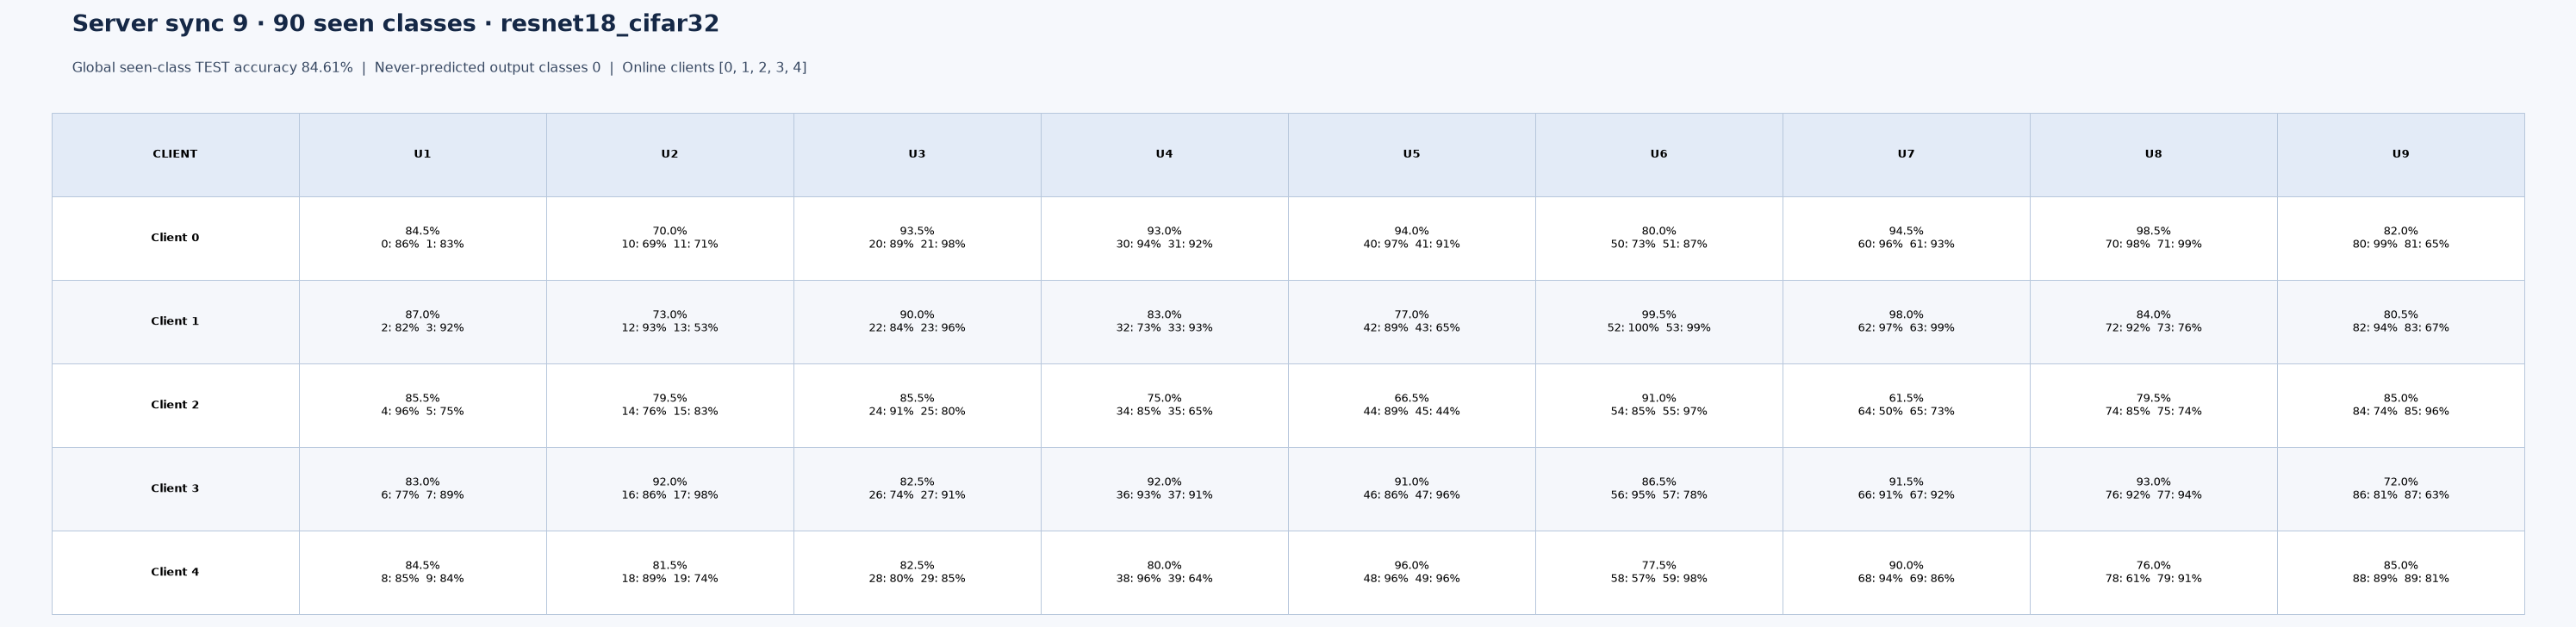 Server sync 9 · 90 seen classes · resnet18_cifar32
Global seen-class TEST accuracy 84.61% | Never-predicted output classes 0 | Online clients [0, 1, 2, 3, 4]
CLIENT U1 U2 U3 U4 U5 U6 U7 U8 U9
Client 0
84.5%
0: 86% 1: 83%
70.0%
10: 69% 11: 71%
93.5%
20: 89% 21: 98%
93.0%
30: 94% 31: 92%
94.0%
40: 97% 41: 91%
80.0%
50: 73% 51: 87%
94.5%
60: 96% 61: 93%
98.5%
70: 98% 71: 99%
82.0%
80: 99% 81: 65%
Client 1
87.0%
2: 82% 3: 92%
73.0%
12: 93% 13: 53%
90.0%
22: 84% 23: 96%
83.0%
32: 73% 33: 93%
77.0%
42: 89% 43: 65%
99.5%
52: 100% 53: 99%
98.0%
62: 97% 63: 99%
84.0%
72: 92% 73: 76%
80.5%
82: 94% 83: 67%
Client 2
85.5%
4: 96% 5: 75%
79.5%
14: 76% 15: 83%
85.5%
24: 91% 25: 80%
75.0%
34: 85% 35: 65%
66.5%
44: 89% 45: 44%
91.0%
54: 85% 55: 97%
61.5%
64: 50% 65: 73%
79.5%
74: 85% 75: 74%
85.0%
84: 74% 85: 96%
Client 3
83.0%
6: 77% 7: 89%
92.0%
16: 86% 17: 98%
82.5%
26: 74% 27: 91%
92.0%
36: 93% 37: 91%
91.0%
46: 86% 47: 96%
86.5%
56: 95% 57: 78%
91.5%
66: 91% 67: 92%
93.0%
76: 92% 77: 94%
72.0%
86: 81% 87: 63%
Client 4
84.5%
8: 85% 9: 84%
81.5%
18: 89% 19: 74%
82.5%
28: 80% 29: 85%
80.0%
38: 96% 39: 64%
96.0%
48: 96% 49: 96%
77.5%
58: 57% 59: 98%
90.0%
68: 94% 69: 86%
76.0%
78: 61% 79: 91%
85.0%
88: 89% 89: 81%